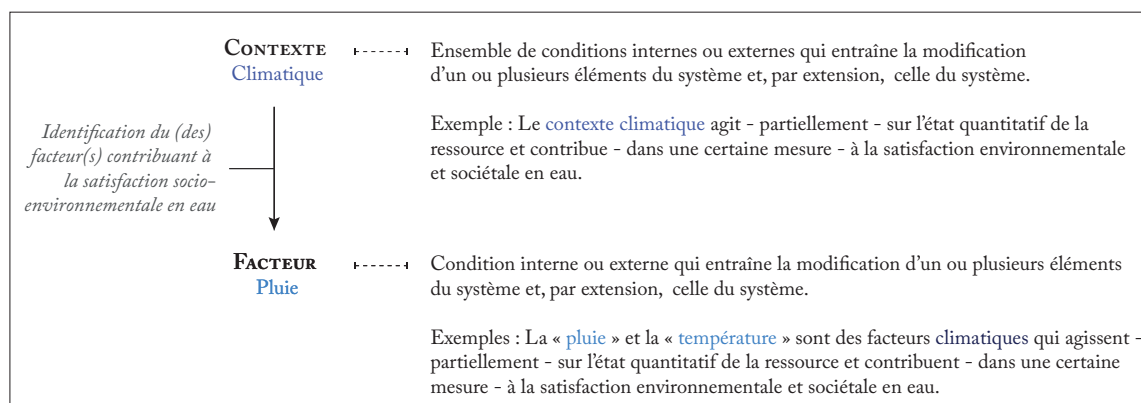 CONTEXTE
Climatique
Ensemble de conditions internes ou externes qui entraîne la modification
d'un ou plusieurs éléments du système et, par extension, celle du système.
Exemple : Le contexte climatique agit - partiellement - sur l'état quantitatif de la
ressource et contribue - dans une certaine mesure - à la satisfaction environnementale
et sociétale en eau.
Identification du (des)
facteur(s) contribuant à
la satisfaction socio-
environnementale en eau
FACTEUR
Pluie
Condition interne ou externe qui entraîne la modification d'un ou plusieurs éléments
du système et, par extension, celle du système.
Exemples : La « pluie » et la « température » sont des facteurs climatiques qui agissent -
partiellement - sur l'état quantitatif de la ressource et contribuent - dans une certaine
mesure - à la satisfaction environnementale et sociétale en eau.